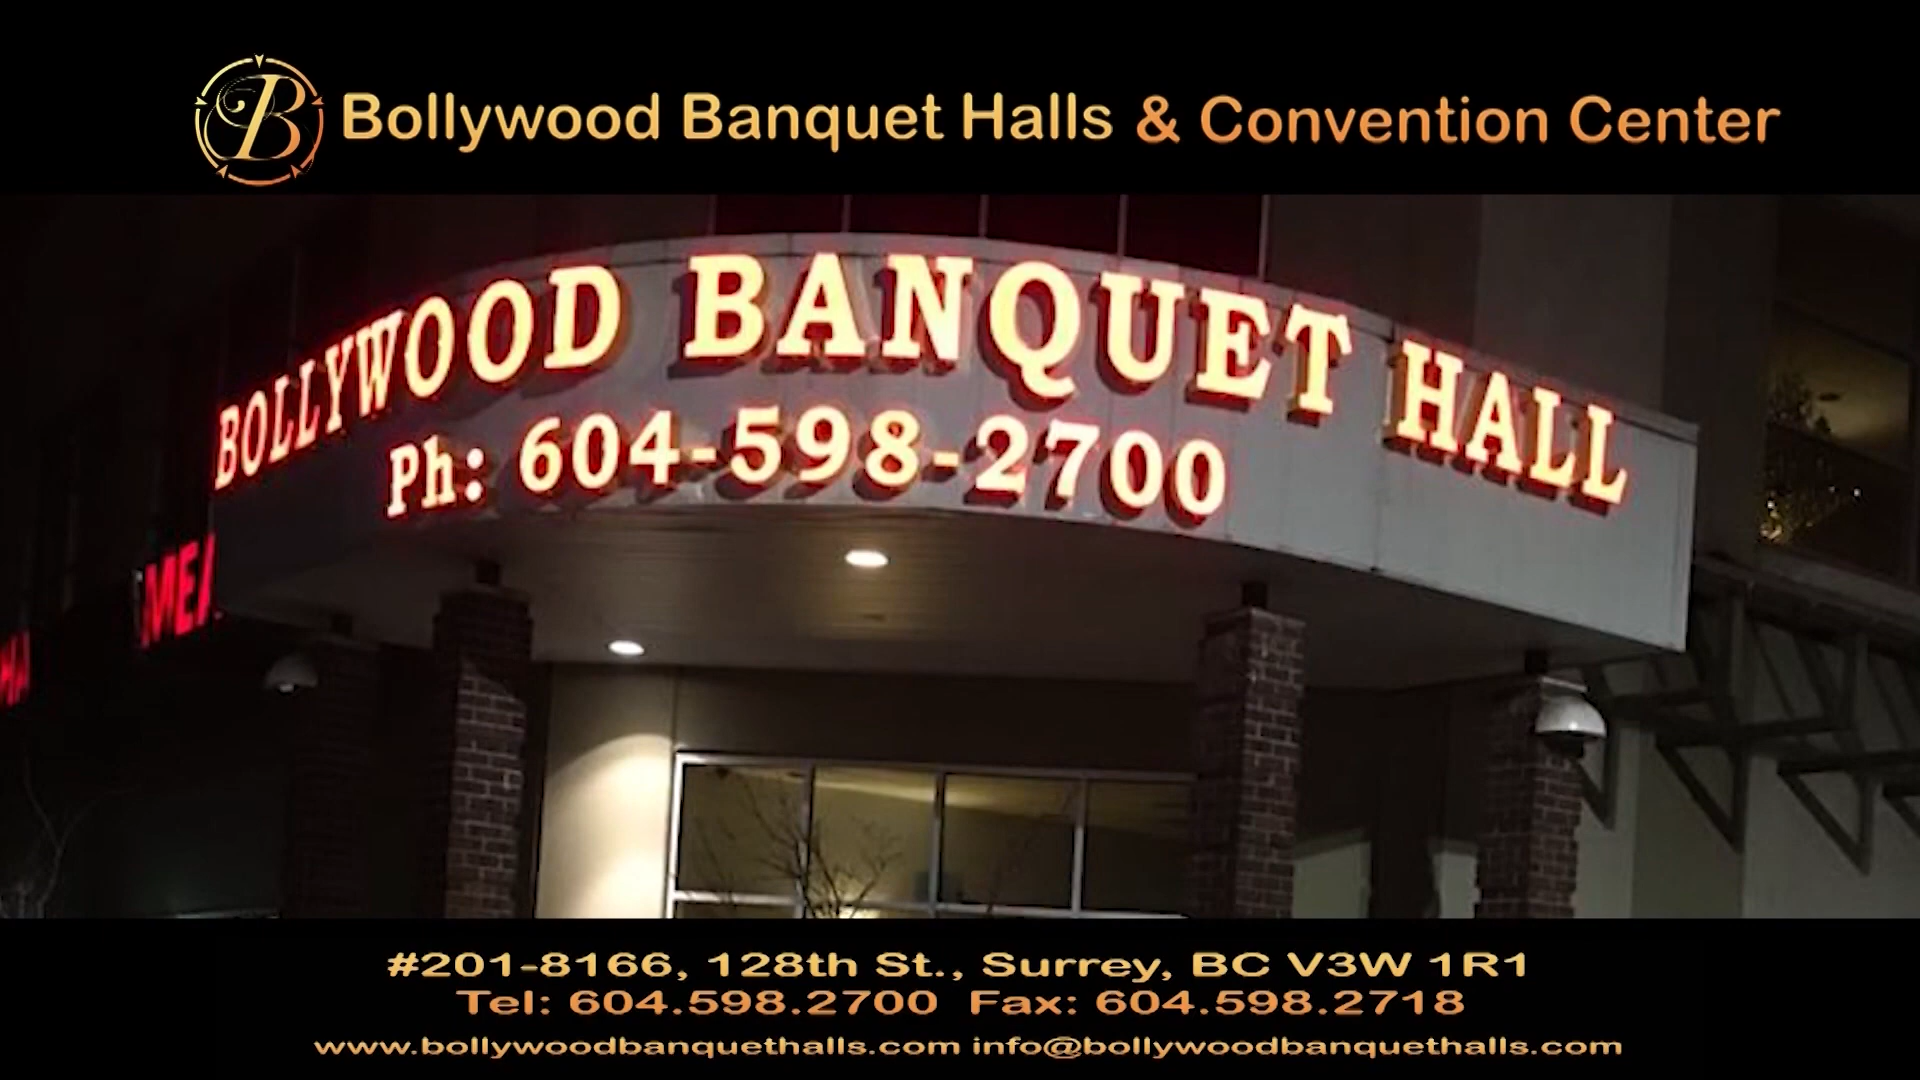 B Bollywood Banquet Halls & Convention Center
BOLLYWOOD BANQUET HALL
Ph: 604-598-2700
#201-8166, 128th St., Surrey, BC V3W 1R1
Tel: 604.598.2700 Fax: 604.598.2718
www.bollywoodbanquethalls.com info@bollywoodbanquethalls.com